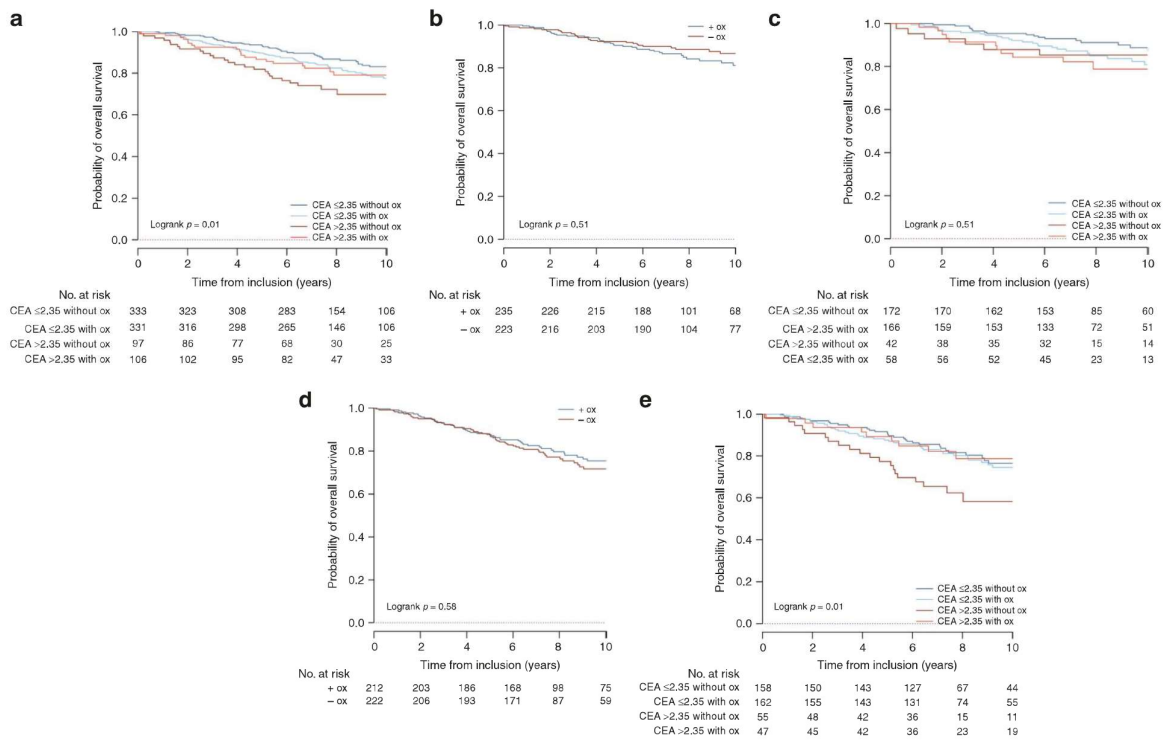 a
1.0
0.8
0.6
0.4
0.2
0.0
Probability of overall survival
Logrank p = 0.01
CEA ≤2.35 without ox
CEA ≤2.35 with ox
CEA >2.35 without ox
CEA >2.35 with ox
0 2 4 6 8 10
Time from inclusion (years)
No. at risk
CEA ≤2.35 without ox 333 323 308 283 154 106
CEA ≤2.35 with ox 331 316 298 265 146 106
CEA >2.35 without ox 97 86 77 68 30 25
CEA >2.35 with ox 106 102 95 82 47 33
b
1.0
0.8
0.6
0.4
0.2
0.0
Probability of overall survival
+ ox
– ox
Logrank p = 0.51
0 2 4 6 8 10
Time from inclusion (years)
No. at risk
+ ox 235 226 215 188 101 68
– ox 223 216 203 190 104 77
c
1.0
0.8
0.6
0.4
0.2
0.0
Probability of overall survival
Logrank p = 0.51
CEA ≤2.35 without ox
CEA ≤2.35 with ox
CEA >2.35 without ox
CEA >2.35 with ox
0 2 4 6 8 10
Time from inclusion (years)
No. at risk
CEA ≤2.35 without ox 172 170 162 153 85 60
CEA >2.35 with ox 166 159 153 133 72 51
CEA >2.35 without ox 42 38 35 32 15 14
CEA ≤2.35 with ox 58 56 52 45 23 13
d
1.0
0.8
0.6
0.4
0.2
0.0
Probability of overall survival
+ ox
– ox
Logrank p = 0.58
0 2 4 6 8 10
Time from inclusion (years)
No. at risk
+ ox 212 203 186 168 98 75
– ox 222 206 193 171 87 59
e
1.0
0.8
0.6
0.4
0.2
0.0
Probability of overall survival
Logrank p = 0.01
CEA ≤2.35 without ox
CEA ≤2.35 with ox
CEA >2.35 without ox
CEA >2.35 with ox
0 2 4 6 8 10
Time from inclusion (years)
No. at risk
CEA ≤2.35 without ox 158 150 143 127 67 44
CEA ≤2.35 with ox 162 155 143 131 74 55
CEA >2.35 without ox 55 48 42 36 15 11
CEA >2.35 with ox 47 45 42 36 23 19